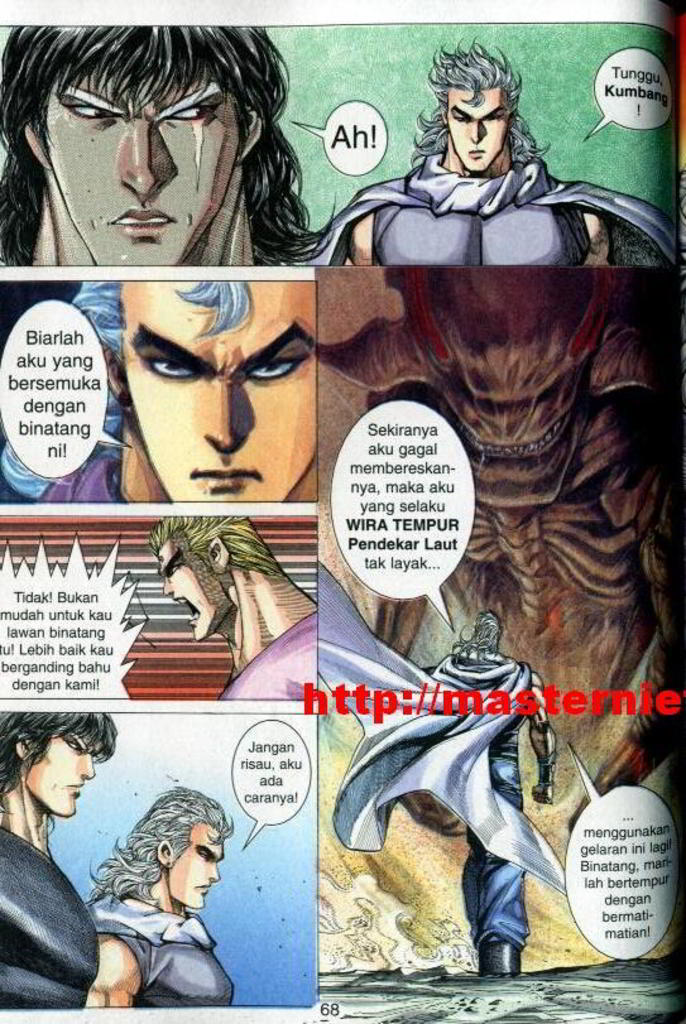 Ah!
Tunggu,
Kumbang
!
Biarlah
aku yang
bersemuka
dengan
binatang
ni!
Tidak! Bukan
mudah untuk kau
lawan binatang
tu! Lebih baik kau
berganding bahu
dengan kami!
Jangan
risau, aku
ada
caranya!
Sekiranya
aku gagal
membereskan-
nya, maka aku
yang selaku
WIRA TEMPUR
Pendekar Laut
tak layak...
...
menggunakan
gelaran ini lagi!
Binatang, mari-
lah bertempur
dengan
bermati-
matian!
http://masternie
68